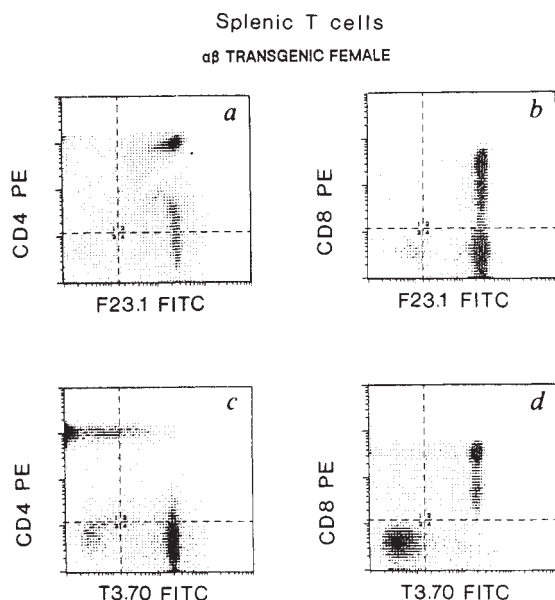 Splenic T cells
αβ TRANSGENIC FEMALE
a
b
CD4 PE
CD8 PE
F23.1 FITC
F23.1 FITC
c
d
CD4 PE
CD8 PE
T3.70 FITC
T3.70 FITC